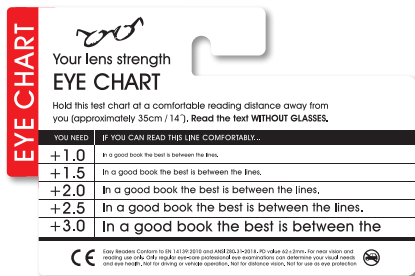 EYE CHART
Your lens strength
EYE CHART
Hold this test chart at a comfortable reading distance away from
you (approximately 35cm / 14"). Read the text WITHOUT GLASSES.
YOU NEED IF YOU CAN READ THIS LINE COMFORTABLY...
+1.0 In a good book the best is between the lines.
+1.5 In a good book the best is between the lines.
+2.0 In a good book the best is between the lines.
+2.5 In a good book the best is between the lines.
+3.0 In a good book the best is between the
CE Easy Readers Conform to EN 14139:2010 and ANSI Z80.31-2018. PD value 62±2mm. For near vision and
reading use only. Only regular eye-care professional eye examinations can determine your visual needs
and eye health. Not for driving or vehicle operation. Not for distance vision. Not for use as eye protection